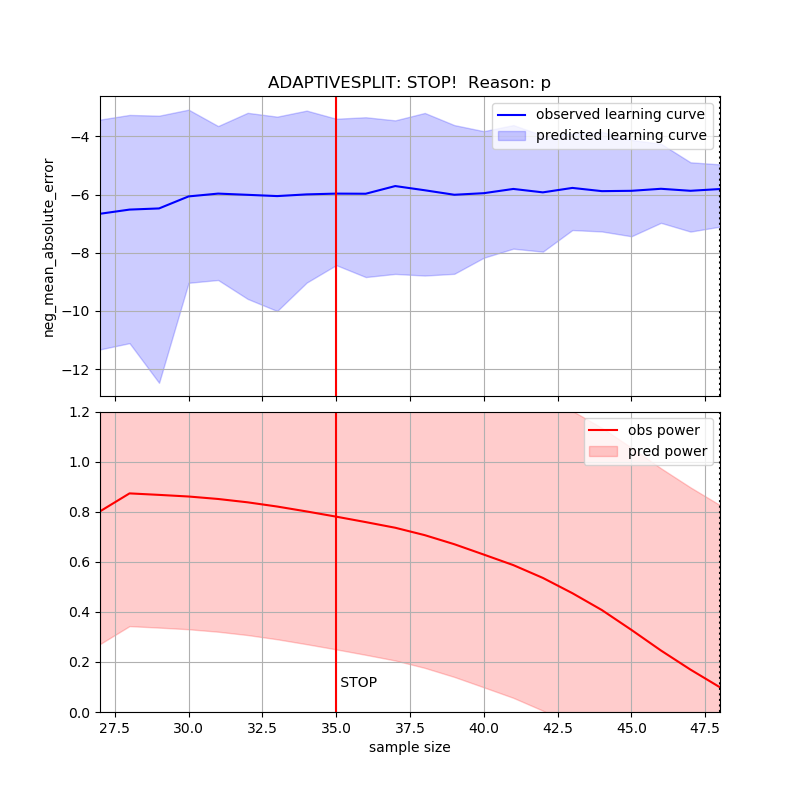 ADAPTIVESPLIT: STOP!  Reason: p
neg_mean_absolute_error
−4
−6
−8
−10
−12
observed learning curve
predicted learning curve
1.2
1.0
0.8
0.6
0.4
0.2
0.0
obs power
pred power
STOP
27.5 30.0 32.5 35.0 37.5 40.0 42.5 45.0 47.5
sample size